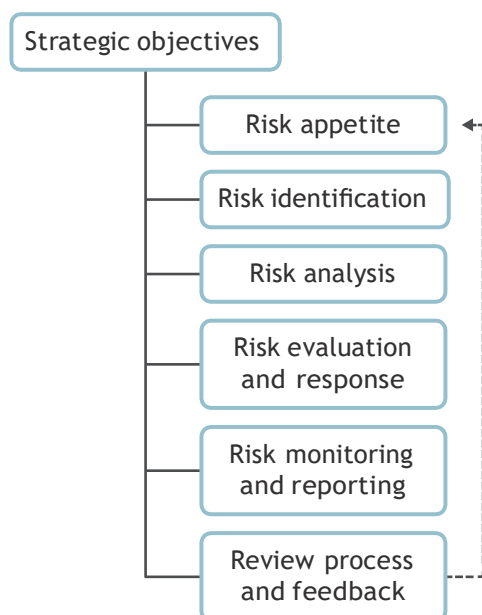 Strategic objectives
Risk appetite
Risk identification
Risk analysis
Risk evaluation
and response
Risk monitoring
and reporting
Review process
and feedback